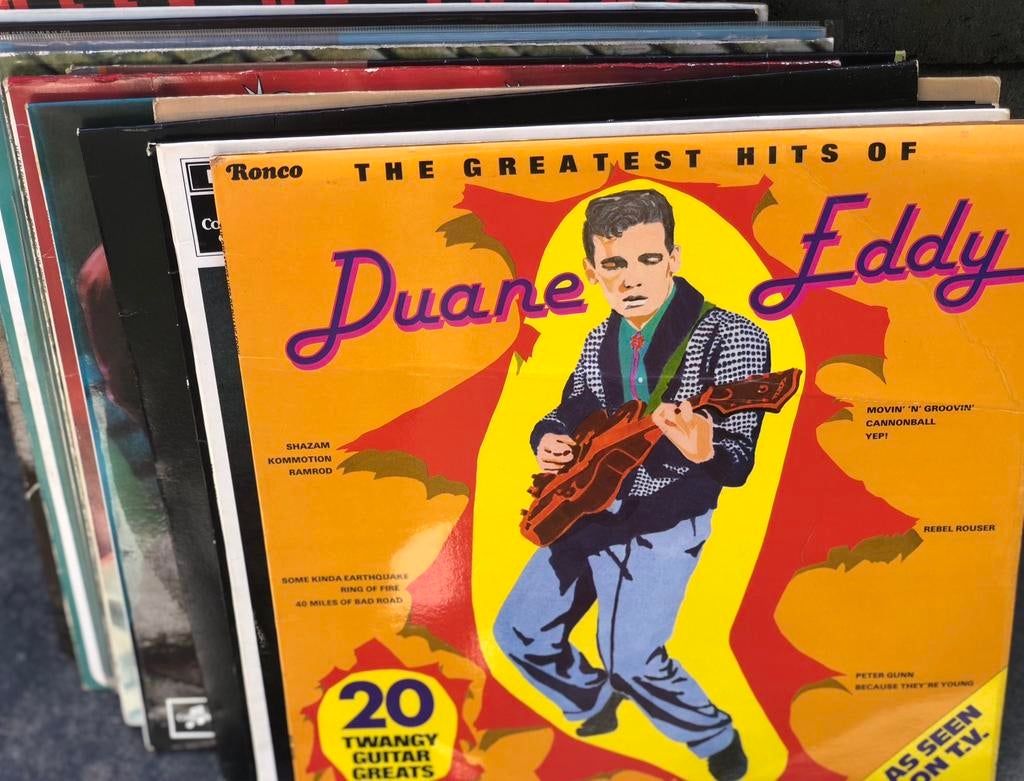 Ronco
THE GREATEST HITS OF
Duane Eddy
SHAZAM
KOMMOTION
RAMROD
MOVIN' 'N' GROOVIN'
CANNONBALL
YEP!
REBEL ROUSER
SOME KINDA EARTHQUAKE
RING OF FIRE
40 MILES OF BAD ROAD
PETER GUNN
BECAUSE THEY'RE YOUNG
20
TWANGY
GUITAR
GREATS
AS SEEN
ON T.V.